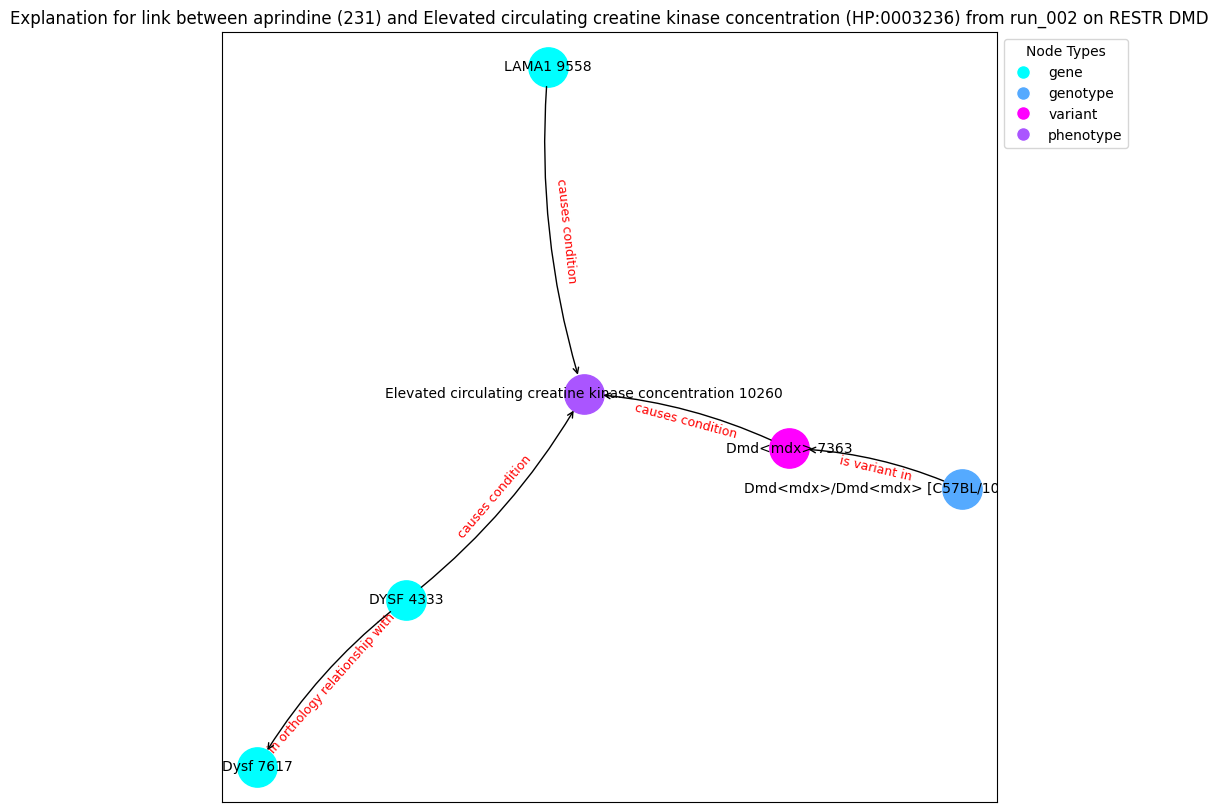 Explanation for link between aprindine (231) and Elevated circulating creatine kinase concentration (HP:0003236) from run_002 on RESTR DMD
Node Types
gene
genotype
variant
phenotype
LAMA1 9558
causes condition
Elevated circulating creatine kinase concentration 10260
causes condition
Dmd<mdx> 7363
is variant in
Dmd<mdx>/Dmd<mdx> [C57BL/10
causes condition
DYSF 4333
in orthology relationship with
Dysf 7617